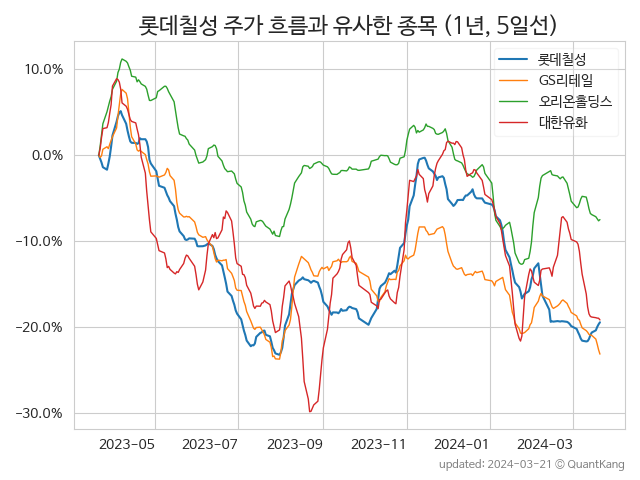 롯데칠성 주가 흐름과 유사한 종목 (1년, 5일선)
롯데칠성
GS리테일
오리온홀딩스
대한유화
10.0%
0.0%
−10.0%
−20.0%
−30.0%
2023-05 2023-07 2023-09 2023-11 2024-01 2024-03
updated: 2024-03-21 © QuantKang